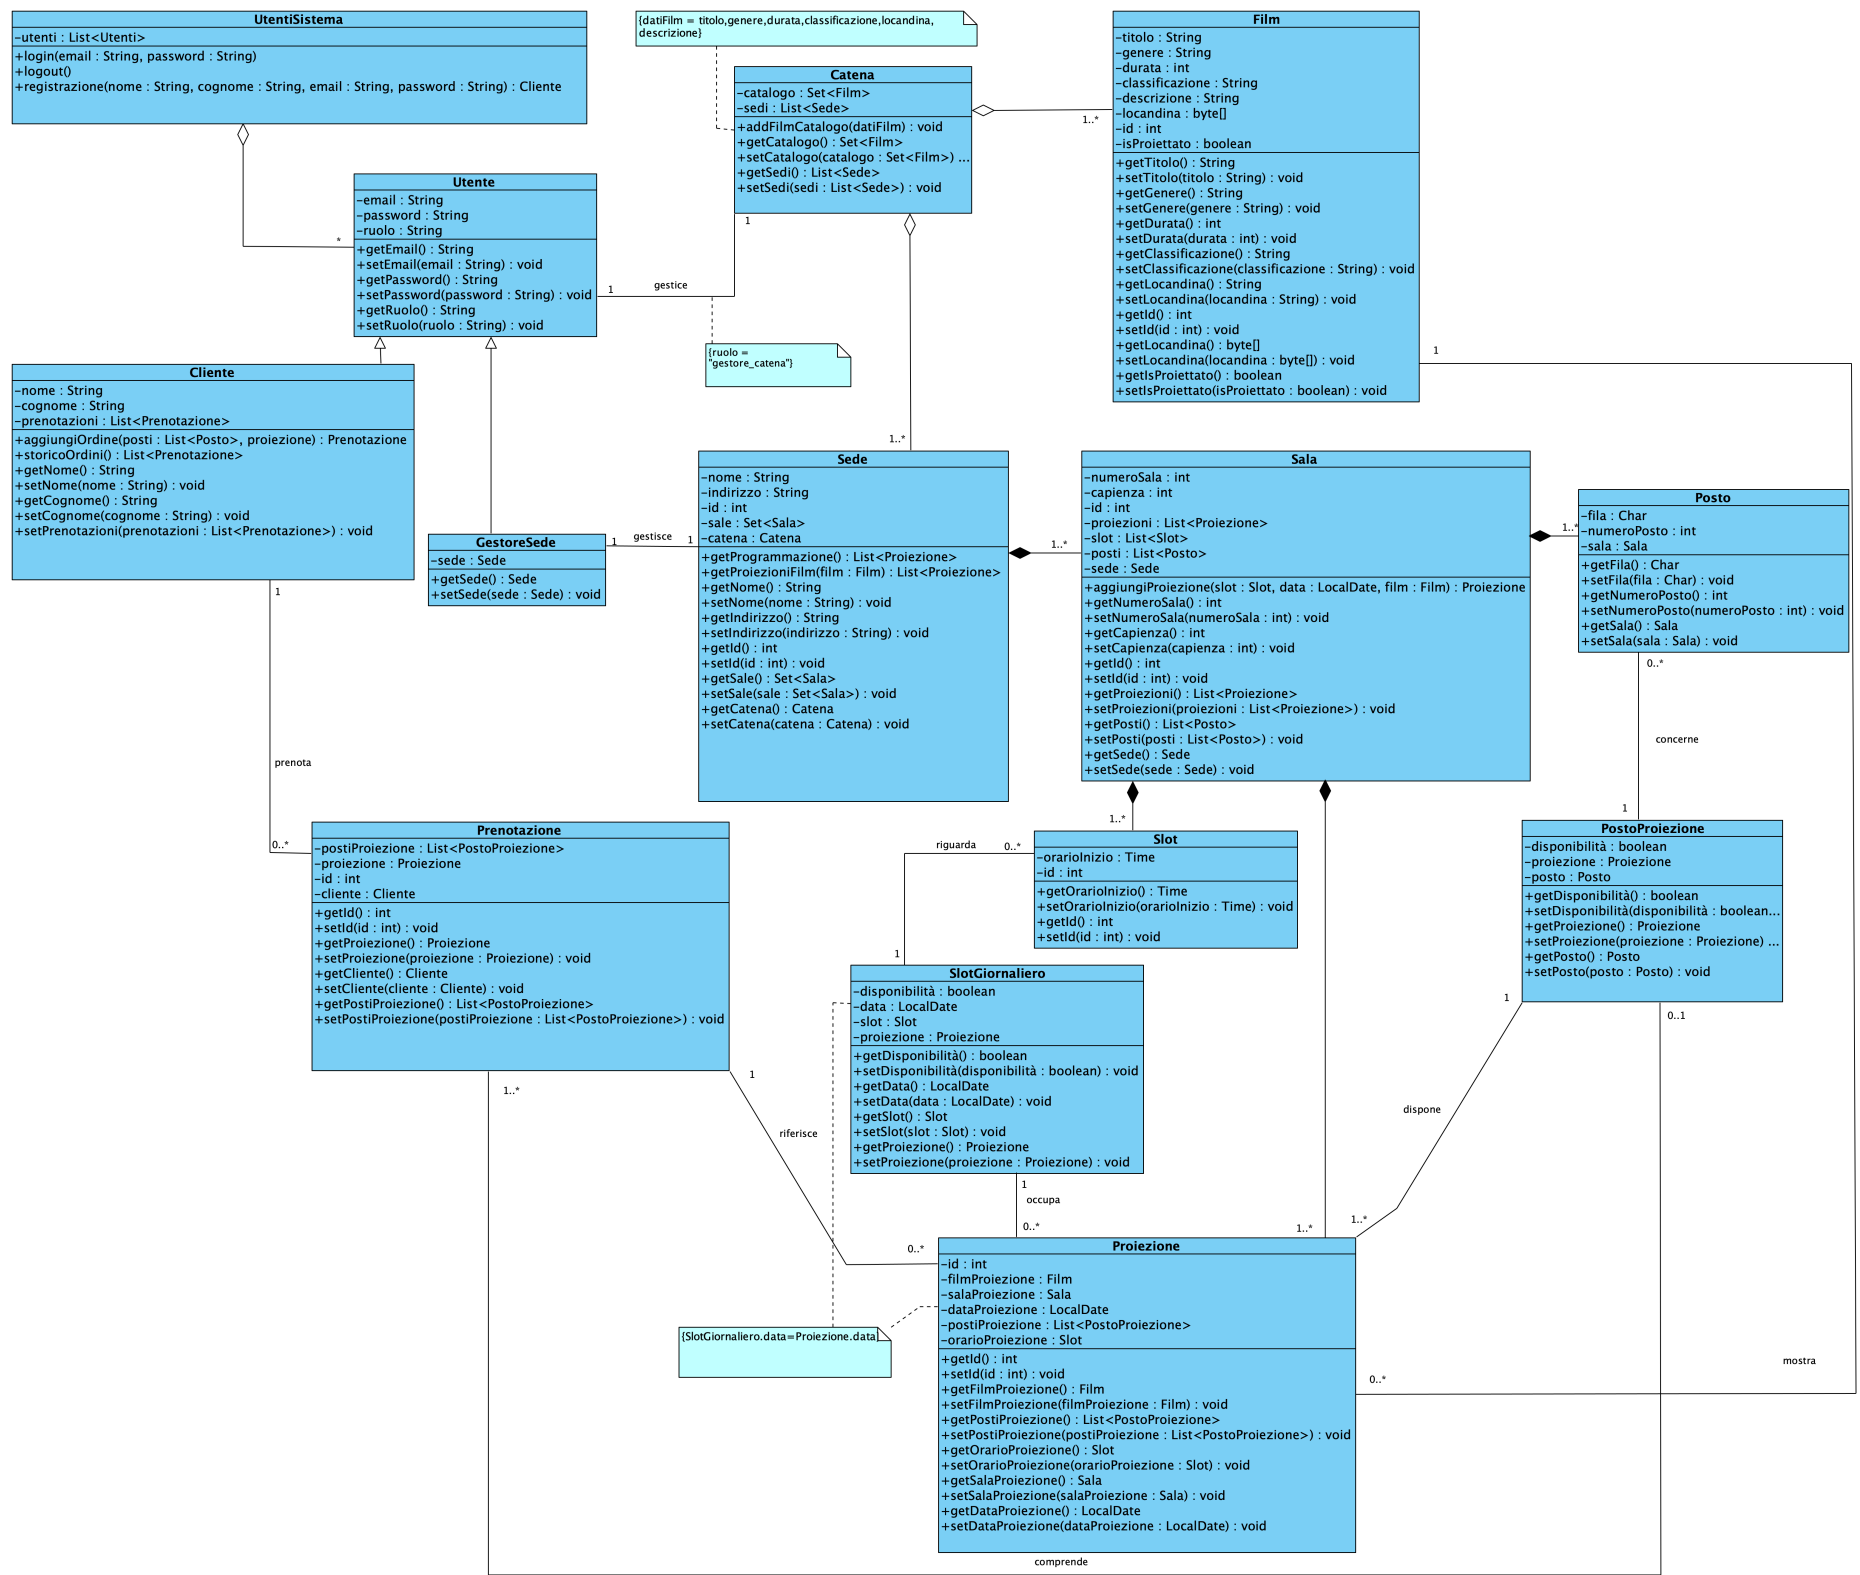 UtentiSistema
-utenti : List<Utenti>
+login(email : String, password : String)
+logout()
+registrazione(nome : String, cognome : String, email : String, password : String) : Cliente
{datiFilm = titolo,genere,durata,classificazione,locandina,
descrizione}
Catena
-catalogo : Set<Film>
-sedi : List<Sede>
+addFilmCatalogo(datiFilm) : void
+getCatalogo() : Set<Film>
+setCatalogo(catalogo : Set<Film>) ...
+getSedi() : List<Sede>
+setSedi(sedi : List<Sede>) : void
1..*
Film
-titolo : String
-genere : String
-durata : int
-classificazione : String
-descrizione : String
-locandina : byte[]
-id : int
-isProiettato : boolean
+getTitolo() : String
+setTitolo(titolo : String) : void
+getGenere() : String
+setGenere(genere : String) : void
+getDurata() : int
+setDurata(durata : int) : void
+getClassificazione() : String
+setClassificazione(classificazione : String) : void
+getLocandina() : String
+setLocandina(locandina : String) : void
+getId() : int
+setId(id : int) : void
+getLocandina() : byte[]
+setLocandina(locandina : byte[]) : void
+getIsProiettato() : boolean
+setIsProiettato(isProiettato : boolean) : void
1
*
Utente
-email : String
-password : String
-ruolo : String
+getEmail() : String
+setEmail(email : String) : void
+getPassword() : String
+setPassword(password : String) : void
+getRuolo() : String
+setRuolo(ruolo : String) : void
1
gestice
1
{ruolo =
"gestore_catena"}
1..*
Cliente
-nome : String
-cognome : String
-prenotazioni : List<Prenotazione>
+aggiungiOrdine(posti : List<Posto>, proiezione) : Prenotazione
+storicoOrdini() : List<Prenotazione>
+getNome() : String
+setNome(nome : String) : void
+getCognome() : String
+setCognome(cognome : String) : void
+setPrenotazioni(prenotazioni : List<Prenotazione>) : void
1
prenota
0..*
GestoreSede
-sede : Sede
+getSede() : Sede
+setSede(sede : Sede) : void
1
gestisce
1
Sede
-nome : String
-indirizzo : String
-id : int
-sale : Set<Sala>
-catena : Catena
+getProgrammazione() : List<Proiezione>
+getProiezioniFilm(film : Film) : List<Proiezione>
+getNome() : String
+setNome(nome : String) : void
+getIndirizzo() : String
+setIndirizzo(indirizzo : String) : void
+getId() : int
+setId(id : int) : void
+getSale() : Set<Sala>
+setSale(sale : Set<Sala>) : void
+getCatena() : Catena
+setCatena(catena : Catena) : void
1..*
Sala
-numeroSala : int
-capienza : int
-id : int
-proiezioni : List<Proiezione>
-slot : List<Slot>
-posti : List<Posto>
-sede : Sede
+aggiungiProiezione(slot : Slot, data : LocalDate, film : Film) : Proiezione
+getNumeroSala() : int
+setNumeroSala(numeroSala : int) : void
+getCapienza() : int
+setCapienza(capienza : int) : void
+getId() : int
+setId(id : int) : void
+getProiezioni() : List<Proiezione>
+setProiezioni(proiezioni : List<Proiezione>) : void
+getPosti() : List<Posto>
+setPosti(posti : List<Posto>) : void
+getSede() : Sede
+setSede(sede : Sede) : void
1..*
Posto
-fila : Char
-numeroPosto : int
-sala : Sala
+getFila() : Char
+setFila(fila : Char) : void
+getNumeroPosto() : int
+setNumeroPosto(numeroPosto : int) : void
+getSala() : Sala
+setSala(sala : Sala) : void
0..*
concerne
1
Prenotazione
-postiProiezione : List<PostoProiezione>
-proiezione : Proiezione
-id : int
-cliente : Cliente
+getId() : int
+setId(id : int) : void
+getProiezione() : Proiezione
+setProiezione(proiezione : Proiezione) : void
+getCliente() : Cliente
+setCliente(cliente : Cliente) : void
+getPostiProiezione() : List<PostoProiezione>
+setPostiProiezione(postiProiezione : List<PostoProiezione>) : void
1..*
1
riferisce
0..*
1..*
riguarda
0..*
1
Slot
-orarioInizio : Time
-id : int
+getOrarioInizio() : Time
+setOrarioInizio(orarioInizio : Time) : void
+getId() : int
+setId(id : int) : void
SlotGiornaliero
-disponibilità : boolean
-data : LocalDate
-slot : Slot
-proiezione : Proiezione
+getDisponibilità() : boolean
+setDisponibilità(disponibilità : boolean) : void
+getData() : LocalDate
+setData(data : LocalDate) : void
+getSlot() : Slot
+setSlot(slot : Slot) : void
+getProiezione() : Proiezione
+setProiezione(proiezione : Proiezione) : void
1
occupa
0..*
PostoProiezione
-disponibilità : boolean
-proiezione : Proiezione
-posto : Posto
+getDisponibilità() : boolean
+setDisponibilità(disponibilità : boolean...
+getProiezione() : Proiezione
+setProiezione(proiezione : Proiezione) ...
+getPosto() : Posto
+setPosto(posto : Posto) : void
1
0..1
dispone
1..*
1..*
Proiezione
-id : int
-filmProiezione : Film
-salaProiezione : Sala
-dataProiezione : LocalDate
-postiProiezione : List<PostoProiezione>
-orarioProiezione : Slot
+getId() : int
+setId(id : int) : void
+getFilmProiezione() : Film
+setFilmProiezione(filmProiezione : Film) : void
+getPostiProiezione() : List<PostoProiezione>
+setPostiProiezione(postiProiezione : List<PostoProiezione>) : void
+getOrarioProiezione() : Slot
+setOrarioProiezione(orarioProiezione : Slot) : void
+getSalaProiezione() : Sala
+setSalaProiezione(salaProiezione : Sala) : void
+getDataProiezione() : LocalDate
+setDataProiezione(dataProiezione : LocalDate) : void
{SlotGiornaliero.data=Proiezione.data}
mostra
0..*
comprende